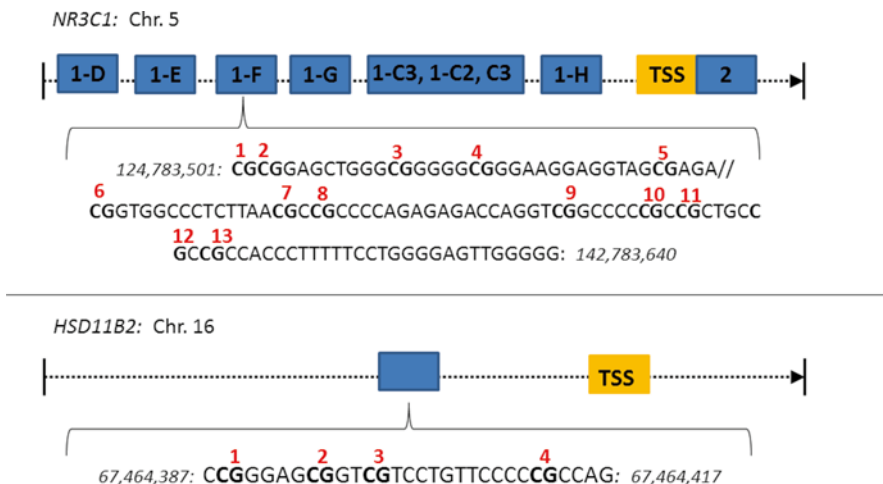 NR3C1: Chr. 5
1-D 1-E 1-F 1-G 1-C3, 1-C2, C3 1-H TSS 2
1 2 3 4 5
124,783,501: CGCGGAGCTGGGCGGGGGCGGGAAGGAGGTAGCGAGA//
6 7 8 9 10 11
CGGTGGCCCTCTTAACGCCGCCCCAGAGAGACCAGGTCGGCCCCCGCCGCTGCC
12 13
GCCGCCACCCTTTTTCCTGGGGAGTTGGGGG: 142,783,640
HSD11B2: Chr. 16
TSS
1 2 3 4
67,464,387: CCGGGAGCGGTCGTCCTGTTCCCCCGCCAG: 67,464,417